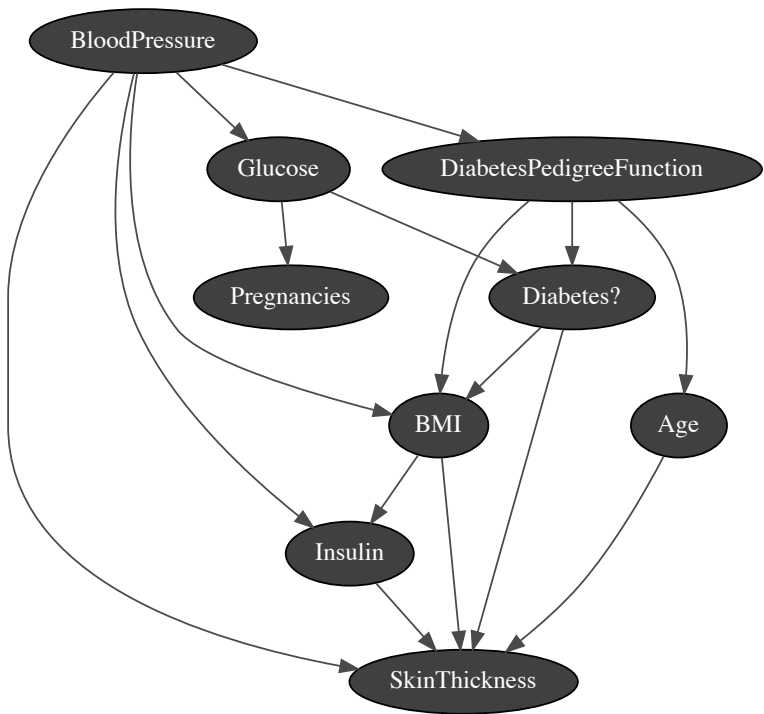 BloodPressure
Glucose
DiabetesPedigreeFunction
Pregnancies
Diabetes?
BMI
Age
Insulin
SkinThickness